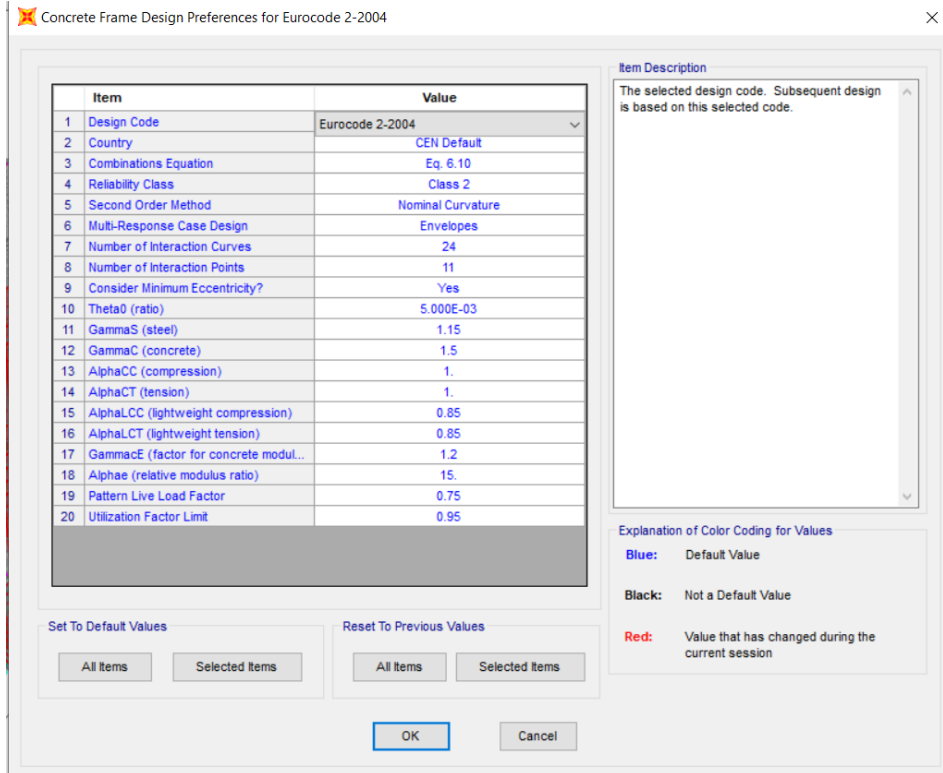 Concrete Frame Design Preferences for Eurocode 2-2004
Item Value
1 Design Code Eurocode 2-2004
2 Country CEN Default
3 Combinations Equation Eq. 6.10
4 Reliability Class Class 2
5 Second Order Method Nominal Curvature
6 Multi-Response Case Design Envelopes
7 Number of Interaction Curves 24
8 Number of Interaction Points 11
9 Consider Minimum Eccentricity? Yes
10 Theta0 (ratio) 5.000E-03
11 GammaS (steel) 1.15
12 GammaC (concrete) 1.5
13 AlphaCC (compression) 1.
14 AlphaCT (tension) 1.
15 AlphaLCC (lightweight compression) 0.85
16 AlphaLCT (lightweight tension) 0.85
17 GammacE (factor for concrete modul... 1.2
18 Alphae (relative modulus ratio) 15.
19 Pattern Live Load Factor 0.75
20 Utilization Factor Limit 0.95
Item Description
The selected design code. Subsequent design
is based on this selected code.
Explanation of Color Coding for Values
Blue: Default Value
Black: Not a Default Value
Red: Value that has changed during the
current session
Set To Default Values
All Items Selected Items
Reset To Previous Values
All Items Selected Items
OK Cancel